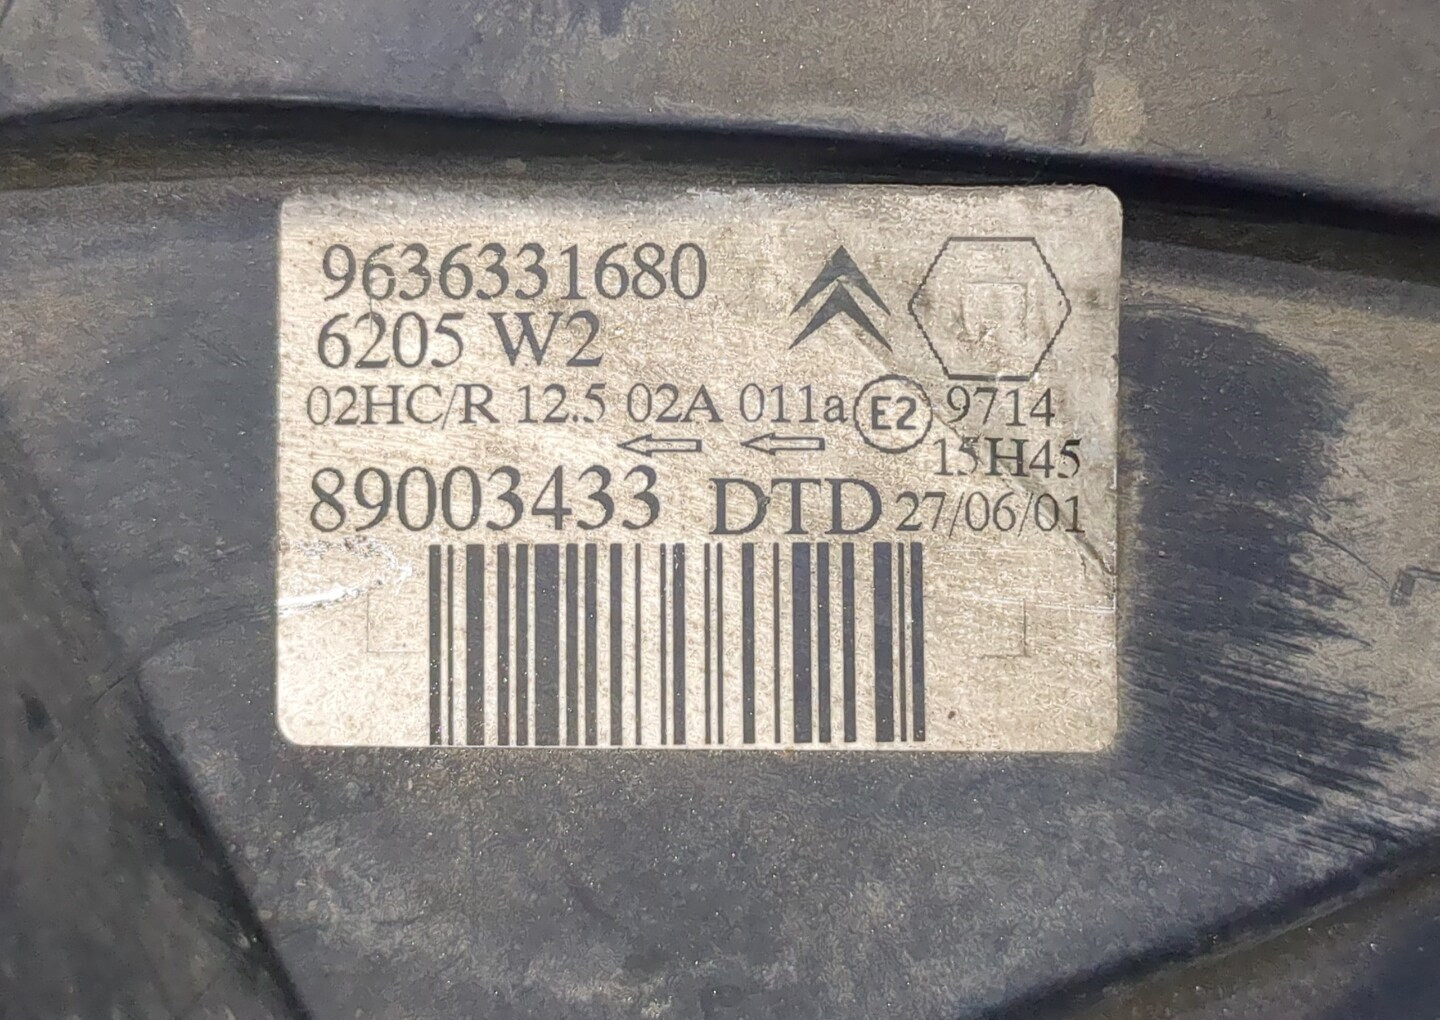 9636331680
6205 W2
02HC/R 12.5 02A 011a E2 9714
15H45
89003433 DTD 27/06/01